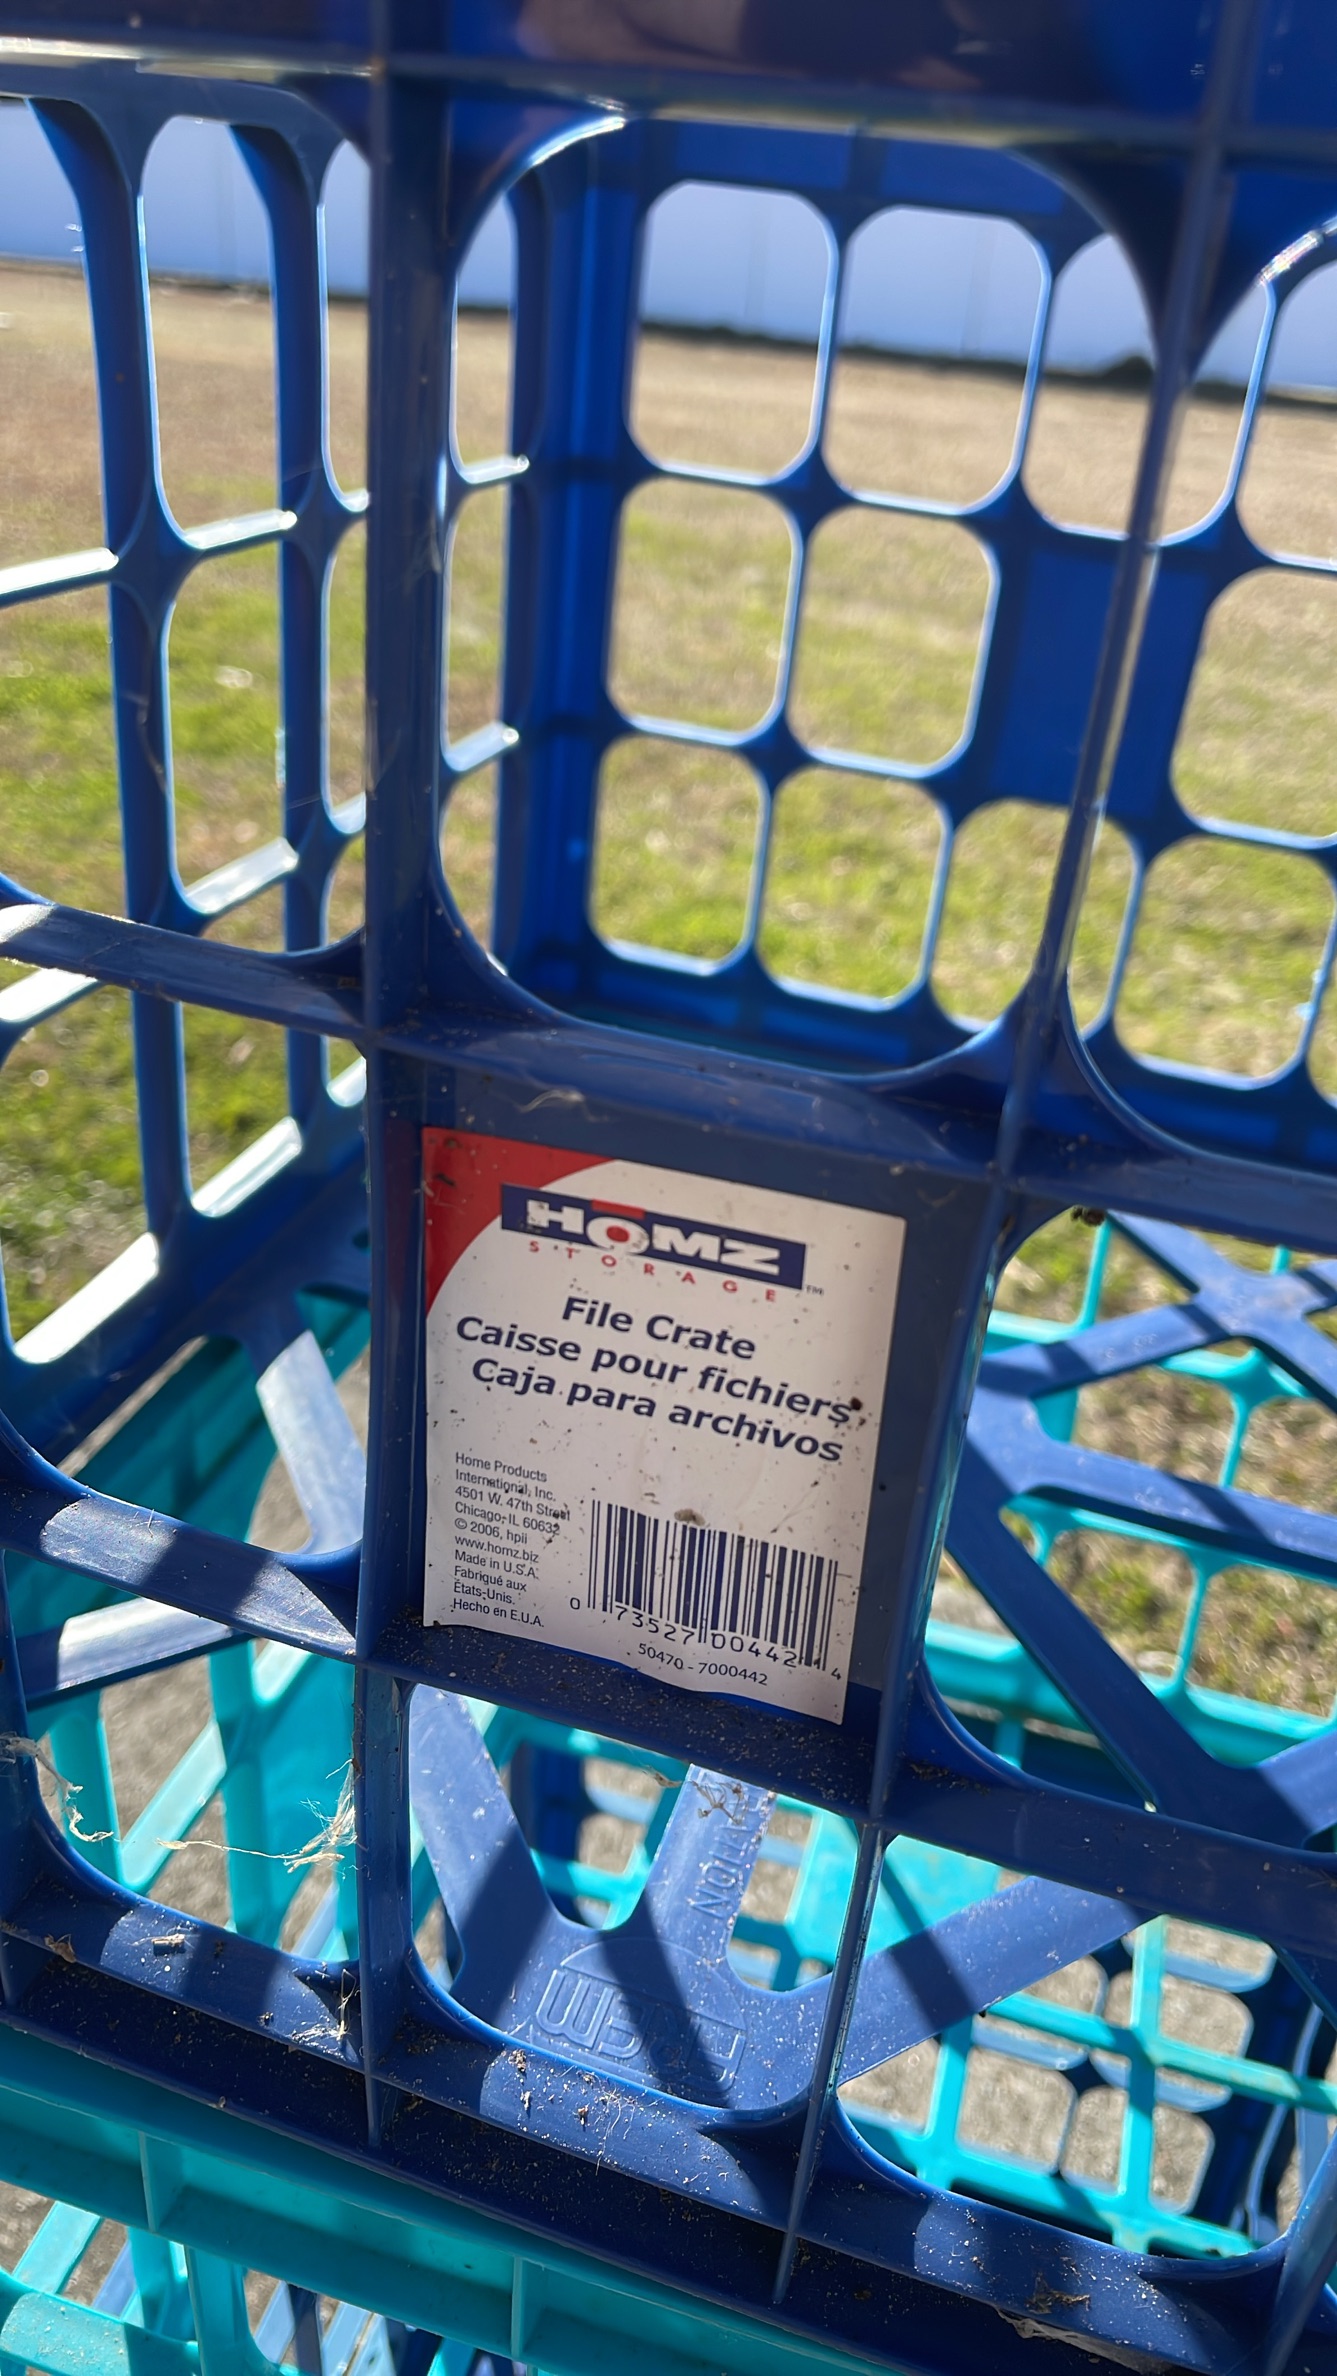 HOMZ
STORAGE™
File Crate
Caisse pour fichiers
Caja para archivos
Home Products
International, Inc.
4501 W. 47th Street
Chicago, IL 60632
© 2006, hpii
www.homz.biz
Made in U.S.A.
Fabriqué aux
États-Unis.
Hecho en E.U.A.
0 73527 00442 4
50470 - 7000442